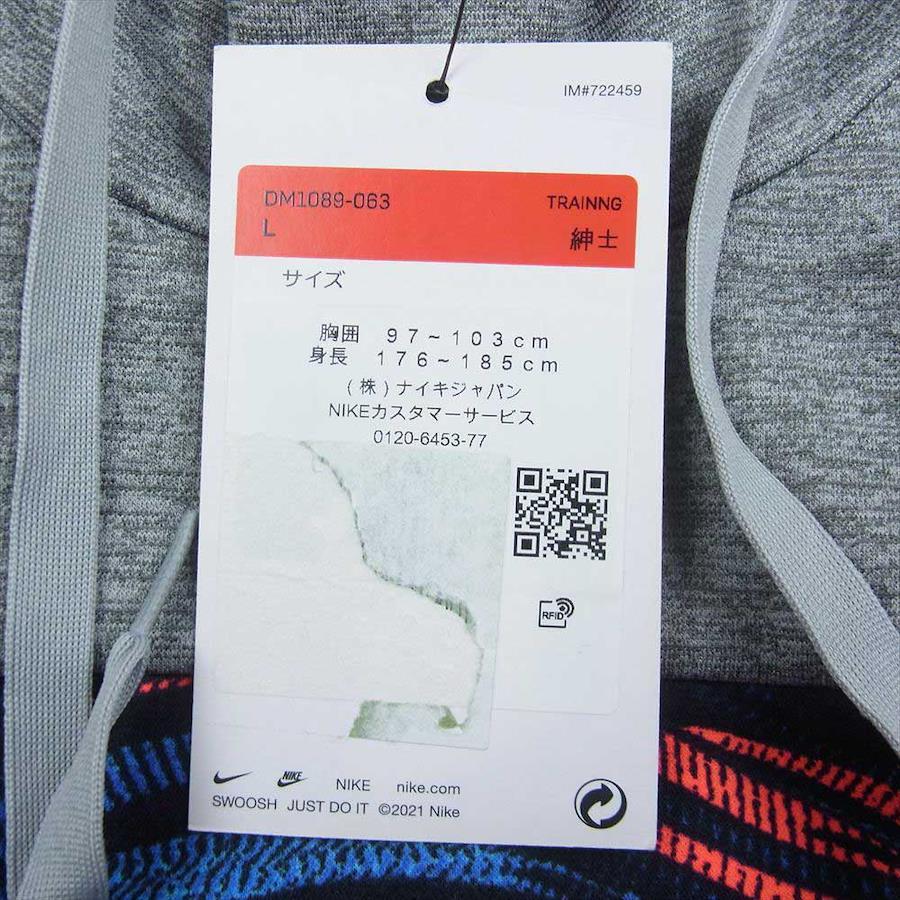 IM#722459
DM1089-063 TRAINNG
L 紳士
サイズ
胸囲 97~103cm
身長 176~185cm
(株)ナイキジャパン
NIKEカスタマーサービス
0120-6453-77
RFID
NIKE NIKE nike.com
SWOOSH JUST DO IT ©2021 Nike